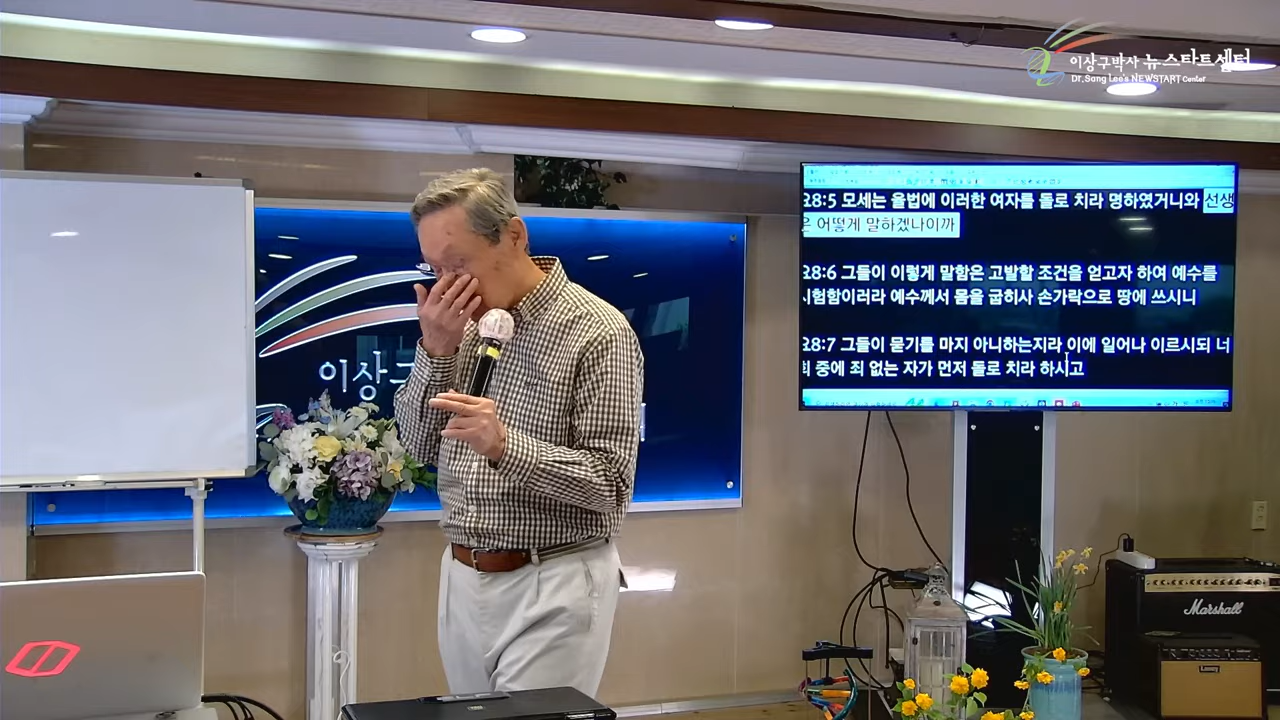 이상구박사 뉴스타트센터
Dr. Sang Lee's NEWSTART Center
8:5 모세는 율법에 이러한 여자를 돌로 치라 명하였거니와 선생
은 어떻게 말하겠나이까
8:6 그들이 이렇게 말함은 고발할 조건을 얻고자 하여 예수를
시험함이러라 예수께서 몸을 굽히사 손가락으로 땅에 쓰시니
8:7 그들이 묻기를 마지 아니하는지라 이에 일어나 이르시되 너
희 중에 죄 없는 자가 먼저 돌로 치라 하시고
이상구
Marshall
Laney